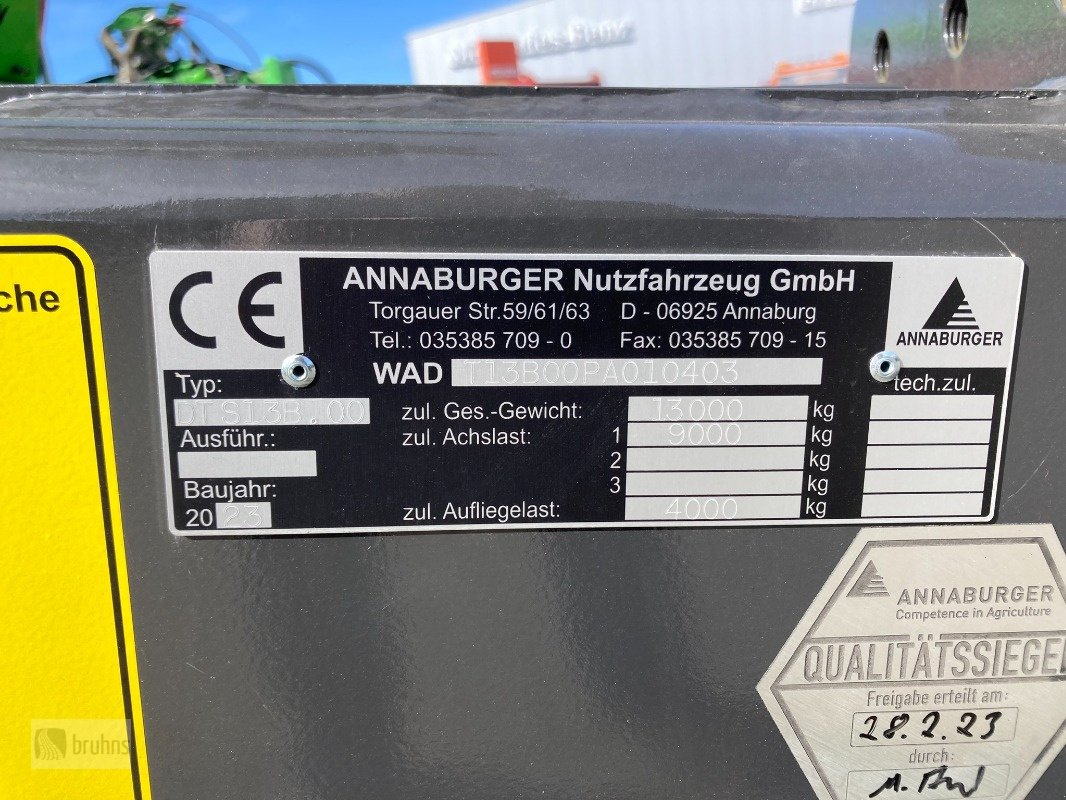 che
CE
ANNABURGER Nutzfahrzeug GmbH
Torgauer Str.59/61/63 D - 06925 Annaburg
Tel.: 035385 709 - 0 Fax: 035385 709 - 15
ANNABURGER
WAD T13B00PA010403
Typ:
DTS13B.00
Ausführ.:
Baujahr:
2023
tech.zul.
zul. Ges.-Gewicht: 13000 kg
zul. Achslast: 1 9000 kg
2 kg
3 kg
zul. Aufliegelast: 4000 kg
ANNABURGER
Competence in Agriculture
QUALITÄTSSIEGEL
Freigabe erteilt am:
28.2.23
durch:
bruhns